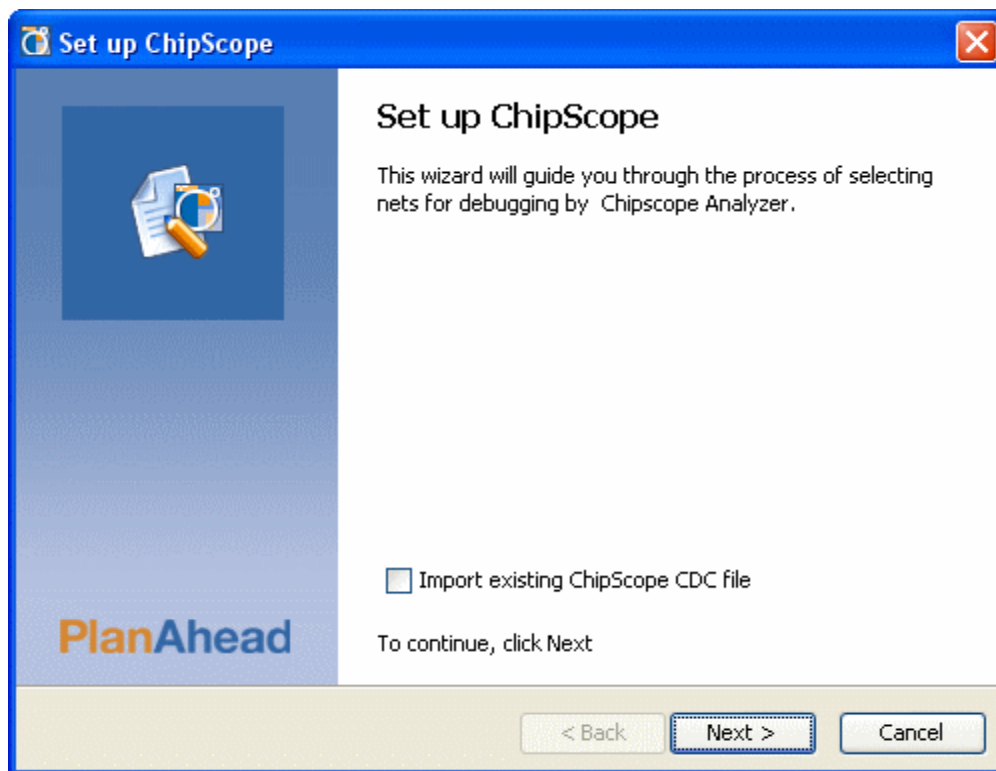 Set up ChipScope
Set up ChipScope
This wizard will guide you through the process of selecting
nets for debugging by  Chipscope Analyzer.
Import existing ChipScope CDC file
PlanAhead
To continue, click Next
< Back
Next >
Cancel